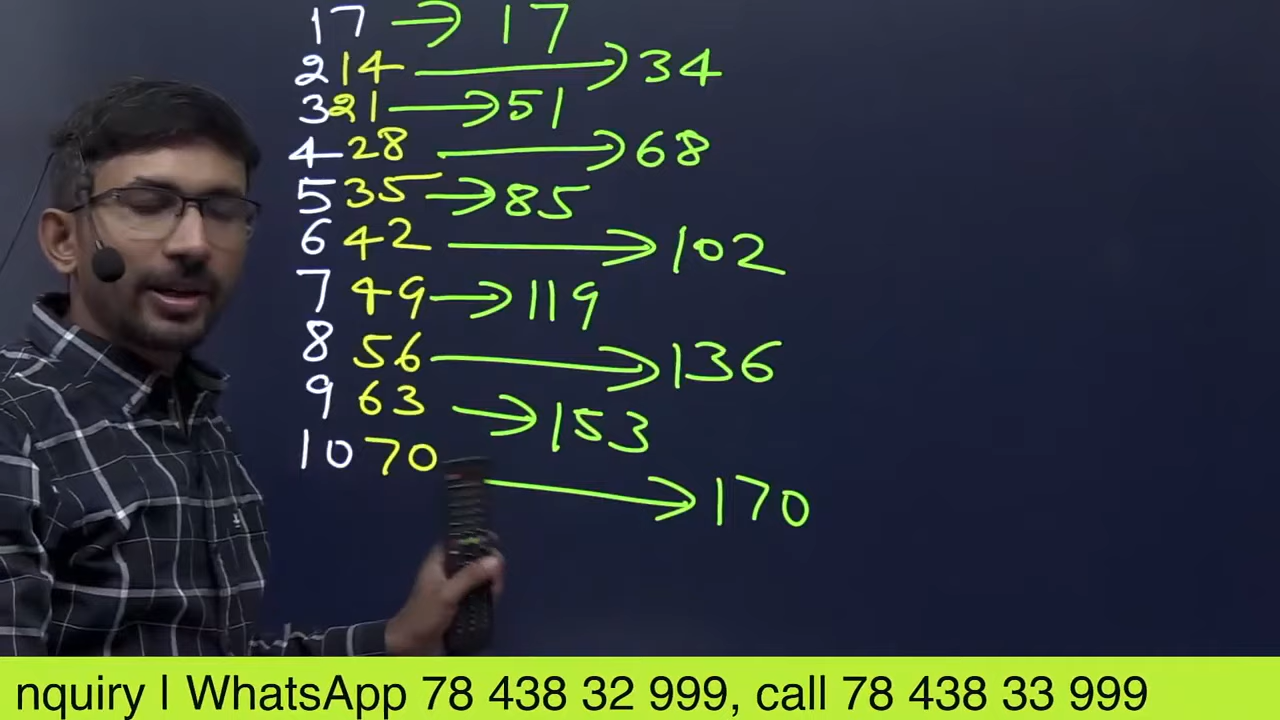 17 → 17
2 14 → 34
3 21 → 51
4 28 → 68
5 35 → 85
6 42 → 102
7 49 → 119
8 56 → 136
9 63 → 153
10 70 → 170
nquiry | WhatsApp 78 438 32 999, call 78 438 33 999